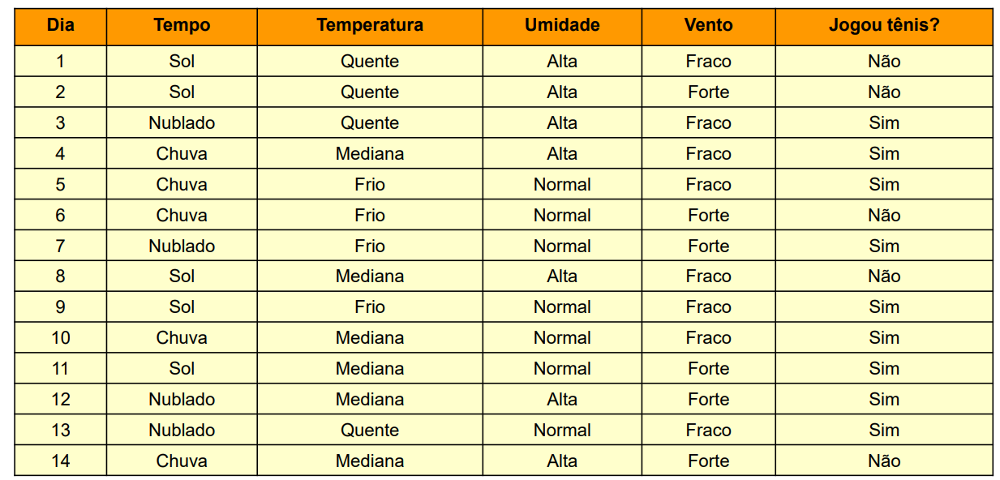 Dia Tempo Temperatura Umidade Vento Jogou tênis?
1 Sol Quente Alta Fraco Não
2 Sol Quente Alta Forte Não
3 Nublado Quente Alta Fraco Sim
4 Chuva Mediana Alta Fraco Sim
5 Chuva Frio Normal Fraco Sim
6 Chuva Frio Normal Forte Não
7 Nublado Frio Normal Forte Sim
8 Sol Mediana Alta Fraco Não
9 Sol Frio Normal Fraco Sim
10 Chuva Mediana Normal Fraco Sim
11 Sol Mediana Normal Forte Sim
12 Nublado Mediana Alta Forte Sim
13 Nublado Quente Normal Fraco Sim
14 Chuva Mediana Alta Forte Não